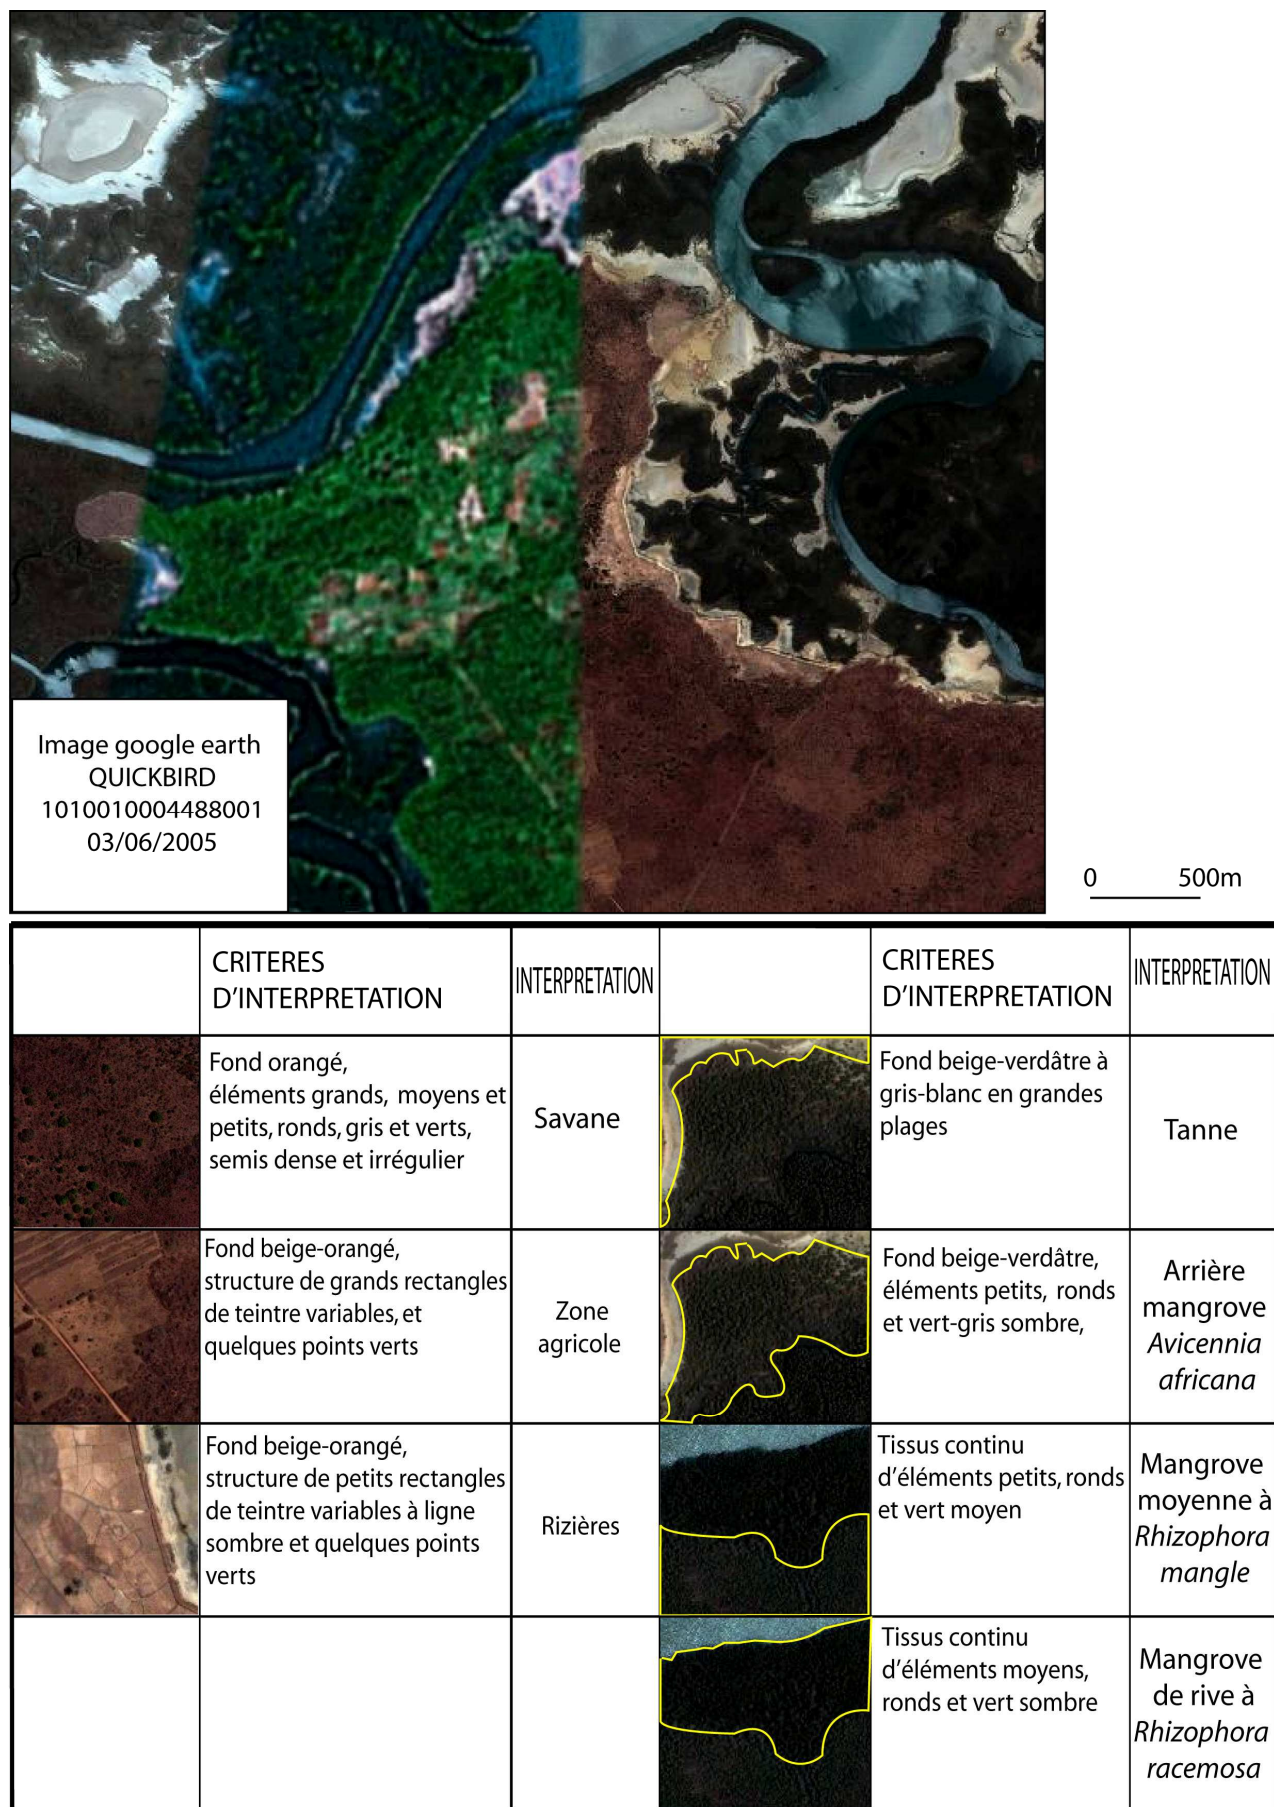 Image google earth
QUICKBIRD
1010010004488001
03/06/2005
0 500m
CRITERES
D'INTERPRETATION
INTERPRETATION
CRITERES
D'INTERPRETATION
INTERPRETATION
Fond orangé,
éléments grands, moyens et
petits, ronds, gris et verts,
semis dense et irrégulier
Savane
Fond beige-verdâtre à
gris-blanc en grandes
plages
Tanne
Fond beige-orangé,
structure de grands rectangles
de teintre variables, et
quelques points verts
Zone
agricole
Fond beige-verdâtre,
éléments petits, ronds
et vert-gris sombre,
Arrière
mangrove
Avicennia
africana
Fond beige-orangé,
structure de petits rectangles
de teintre variables à ligne
sombre et quelques points
verts
Rizières
Tissus continu
d'éléments petits, ronds
et vert moyen
Mangrove
moyenne à
Rhizophora
mangle
Tissus continu
d'éléments moyens,
ronds et vert sombre
Mangrove
de rive à
Rhizophora
racemosa